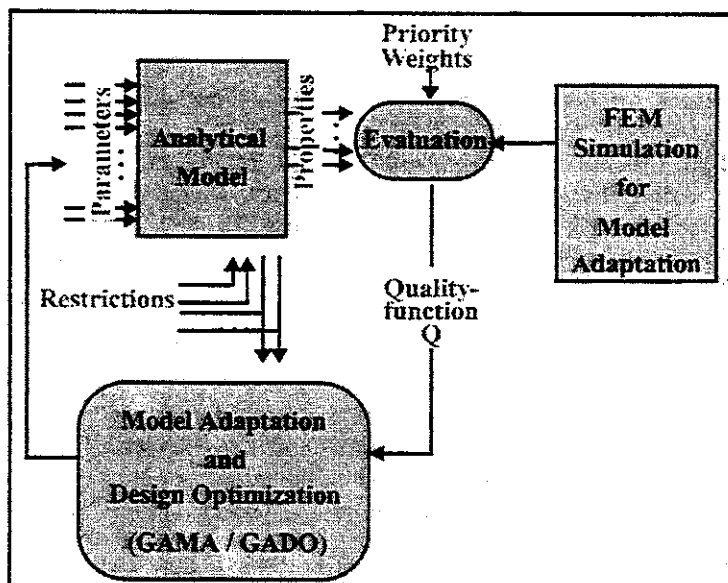 Priority
Weights
Parameters
Analytical
Model
Properties
Evaluation
FEM
Simulation
for
Model
Adaptation
Restrictions
Quality-
function
Q
Model Adaptation
and
Design Optimization
(GAMA / GADO)